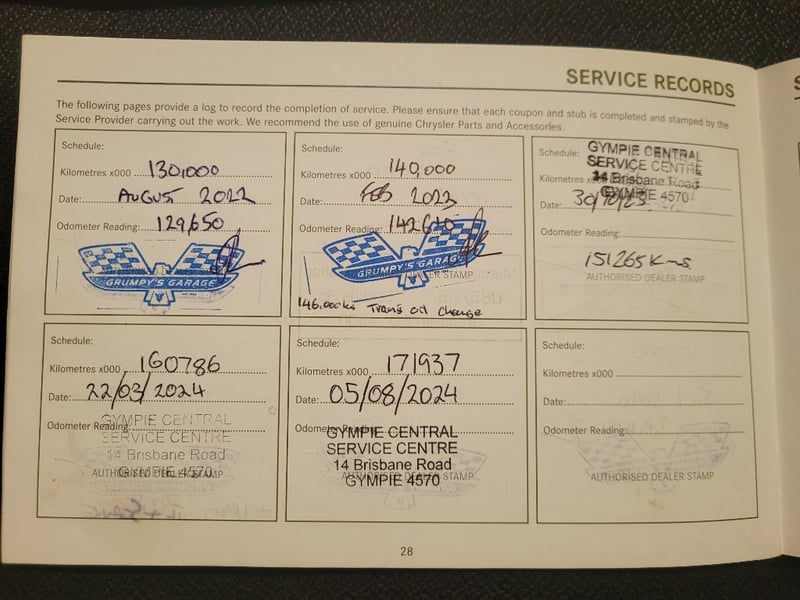 SERVICE RECORDS
The following pages provide a log to record the completion of service. Please ensure that each coupon and stub is completed and stamped by the
Service Provider carrying out the work. We recommend the use of genuine Chrysler Parts and Accessories.
Schedule:
Kilometres x000 130,000
Date: AUGUST 2022
Odometer Reading: 129,650
GRUMPY'S GARAGE
Schedule:
Kilometres x000 140,000
Date: FEB 2023
Odometer Reading:
GRUMPY'S GARAGE
DEALER STAMP
146,000ks Trans oil change
Schedule:
GYMPIE CENTRAL
SERVICE CENTRE
Kilometres
14 Brisbane Road
GYMPIE 4570
Date: 30/10/23
Odometer Reading:
151265 Kms
AUTHORISED DEALER STAMP
Schedule:
Kilometres x000 160786
Date: 22/03/2024
Odometer Reading:
GYMPIE CENTRAL
SERVICE CENTRE
14 Brisbane Road
AUTHORISED DEALER STAMP
GYMPIE 4570
Schedule:
Kilometres x000 171937
Date: 05/08/2024
Odometer Reading:
GYMPIE CENTRAL
SERVICE CENTRE
14 Brisbane Road
AUTHORISED DEALER STAMP
GYMPIE 4570
Schedule:
Kilometres x000
Date:
Odometer Reading:
AUTHORISED DEALER STAMP
28